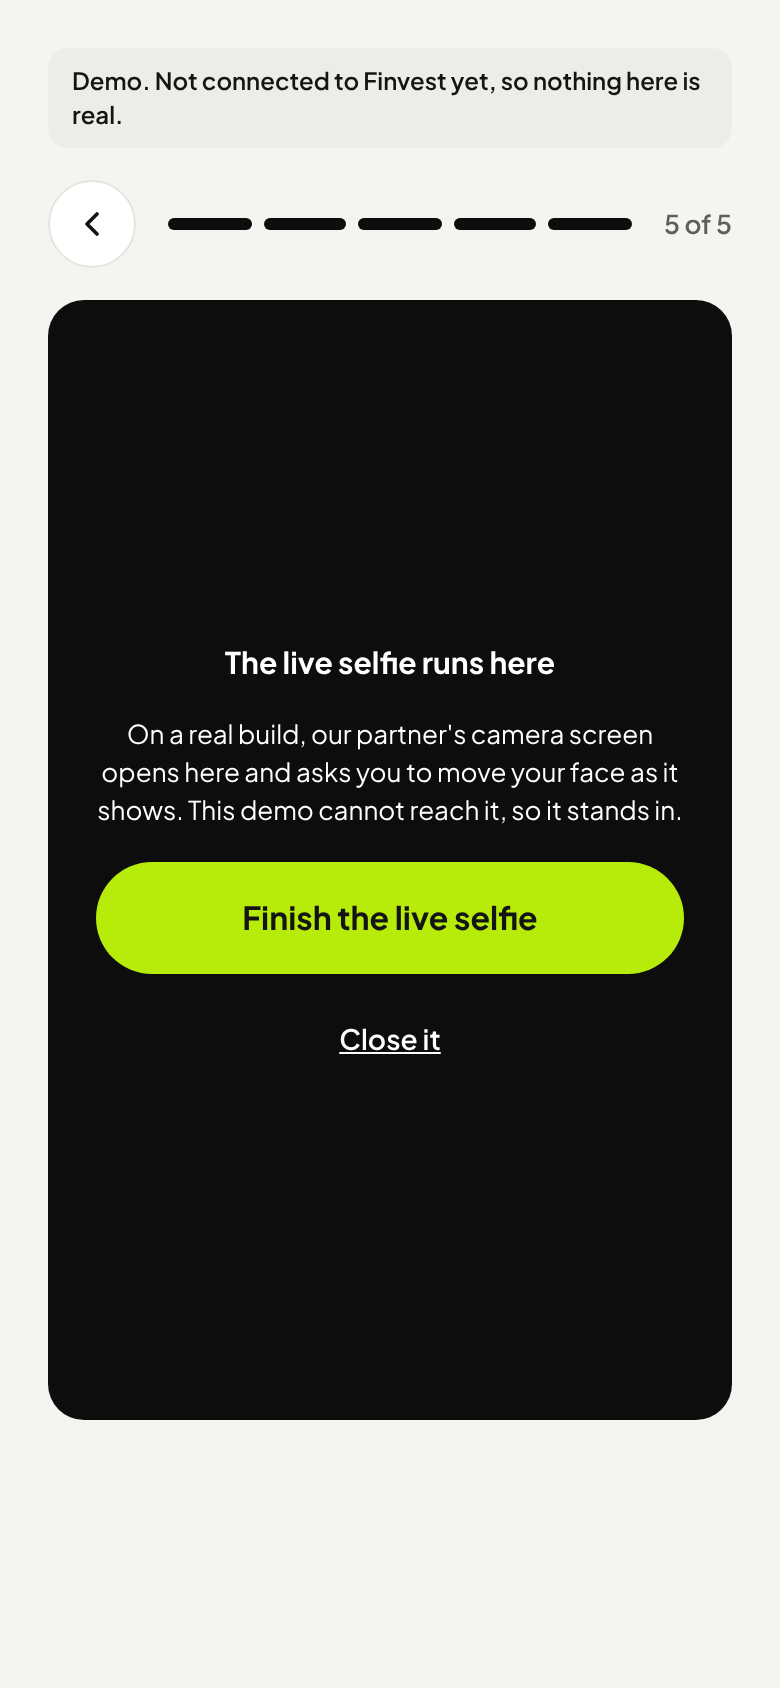 Demo. Not connected to Finvest yet, so nothing here is
real.
5 of 5
The live selfie runs here
On a real build, our partner's camera screen
opens here and asks you to move your face as it
shows. This demo cannot reach it, so it stands in.
Finish the live selfie
Close it